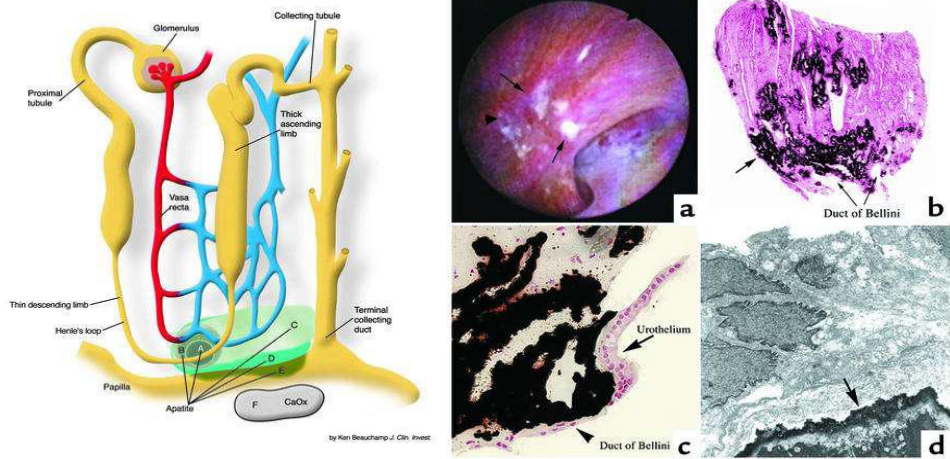 Glomerulus
Collecting tubule
Proximal
tubule
Thick
ascending
limb
Vasa
recta
Thin descending limb
Henle's loop
Terminal
collecting
duct
B
A
C
D
E
Papilla
Apatite
F
CaOx
by Ken Beauchamp J. Clin. Invest.
a
Duct of Bellini
b
Urothelium
Duct of Bellini
c
d